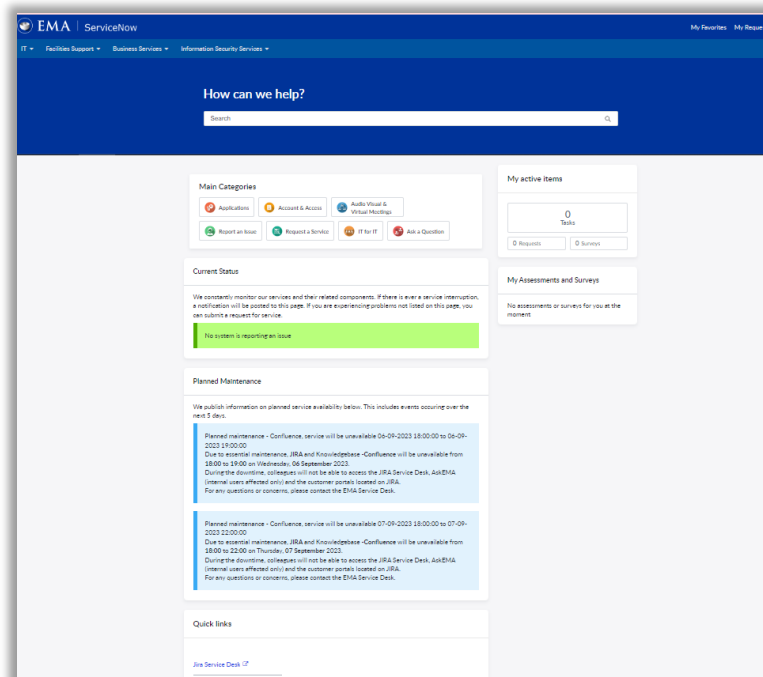 EMA | ServiceNow
My Favorites My Reque
IT Facilities Support Business Services Information Security Services
How can we help?
Search
Main Categories
Applications
Account & Access
Audio Visual &
Virtual Meetings
Report an Issue
Request a Service
IT for IT
Ask a Question
My active items
0
Tasks
0 Requests
0 Surveys
Current Status
We constantly monitor our services and their related components. If there is ever a service interruption,
a notification will be posted to this page. If you are experiencing problems not listed on this page, you
can submit a request for service.
No system is reporting an issue
My Assessments and Surveys
No assessments or surveys for you at the
moment
Planned Maintenance
We publish information on planned service availability below. This includes events occuring over the
next 5 days.
Planned maintenance - Confluence, service will be unavailable 06-09-2023 18:00:00 to 06-09-
2023 19:00:00
Due to essential maintenance, JIRA and Knowledgebase -Confluence will be unavailable from
18:00 to 19:00 on Wednesday, 06 September 2023.
During the downtime, colleagues will not be able to access the JIRA Service Desk, AskEMA
(internal users affected only) and the customer portals located on JIRA.
For any questions or concerns, please contact the EMA Service Desk.
Planned maintenance - Confluence, service will be unavailable 07-09-2023 18:00:00 to 07-09-
2023 22:00:00
Due to essential maintenance, JIRA and Knowledgebase -Confluence will be unavailable from
18:00 to 22:00 on Thursday, 07 September 2023.
During the downtime, colleagues will not be able to access the JIRA Service Desk, AskEMA
(internal users affected only) and the customer portals located on JIRA.
For any questions or concerns, please contact the EMA Service Desk.
Quick links
Jira Service Desk